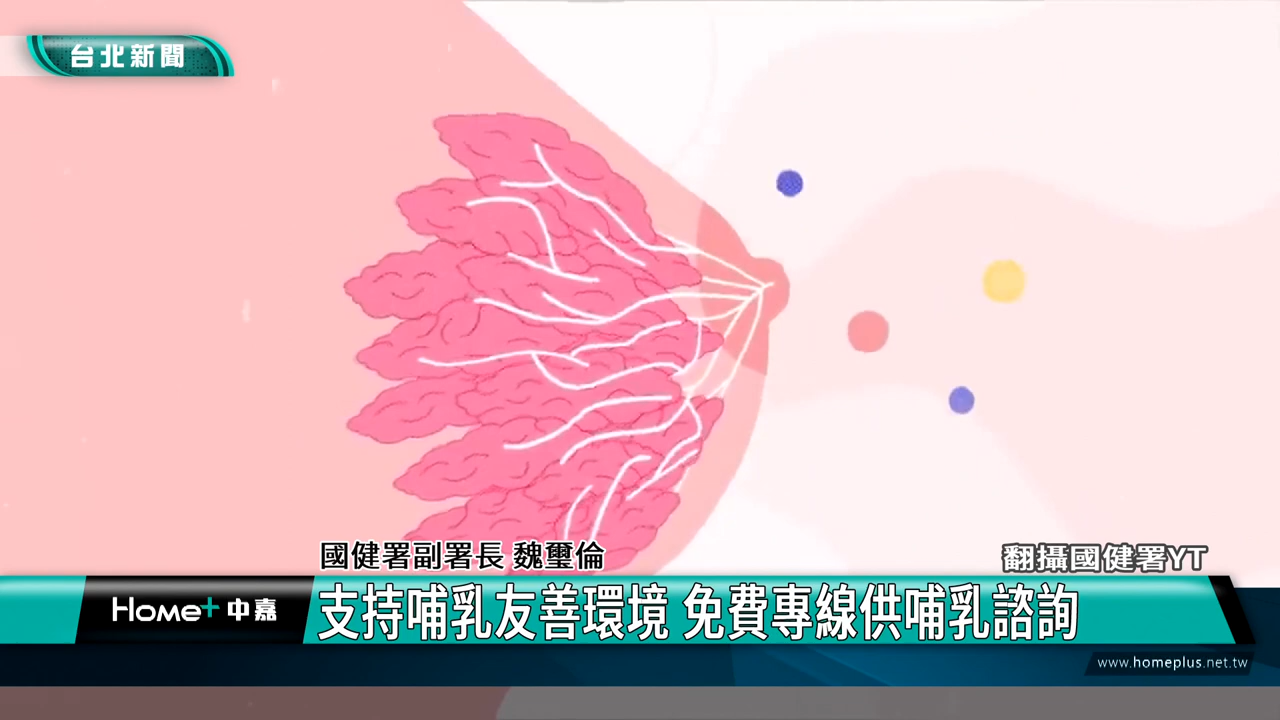 台北新聞
國健署副署長 魏璽倫
翻攝國健署YT
Home+ 中嘉
支持哺乳友善環境 免費專線供哺乳諮詢
www.homeplus.net.tw